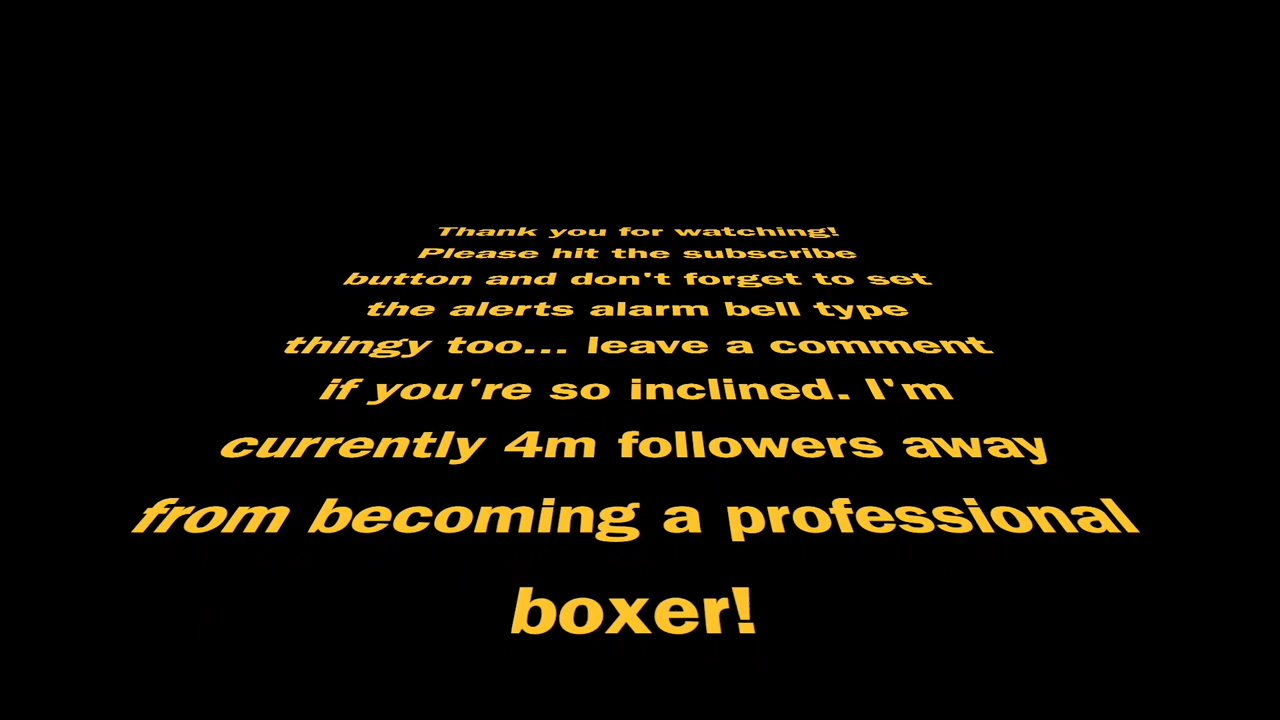 Thank you for watching!
Please hit the subscribe
button and don't forget to set
the alerts alarm bell type
thingy too... leave a comment
if you're so inclined. I'm
currently 4m followers away
from becoming a professional
boxer!